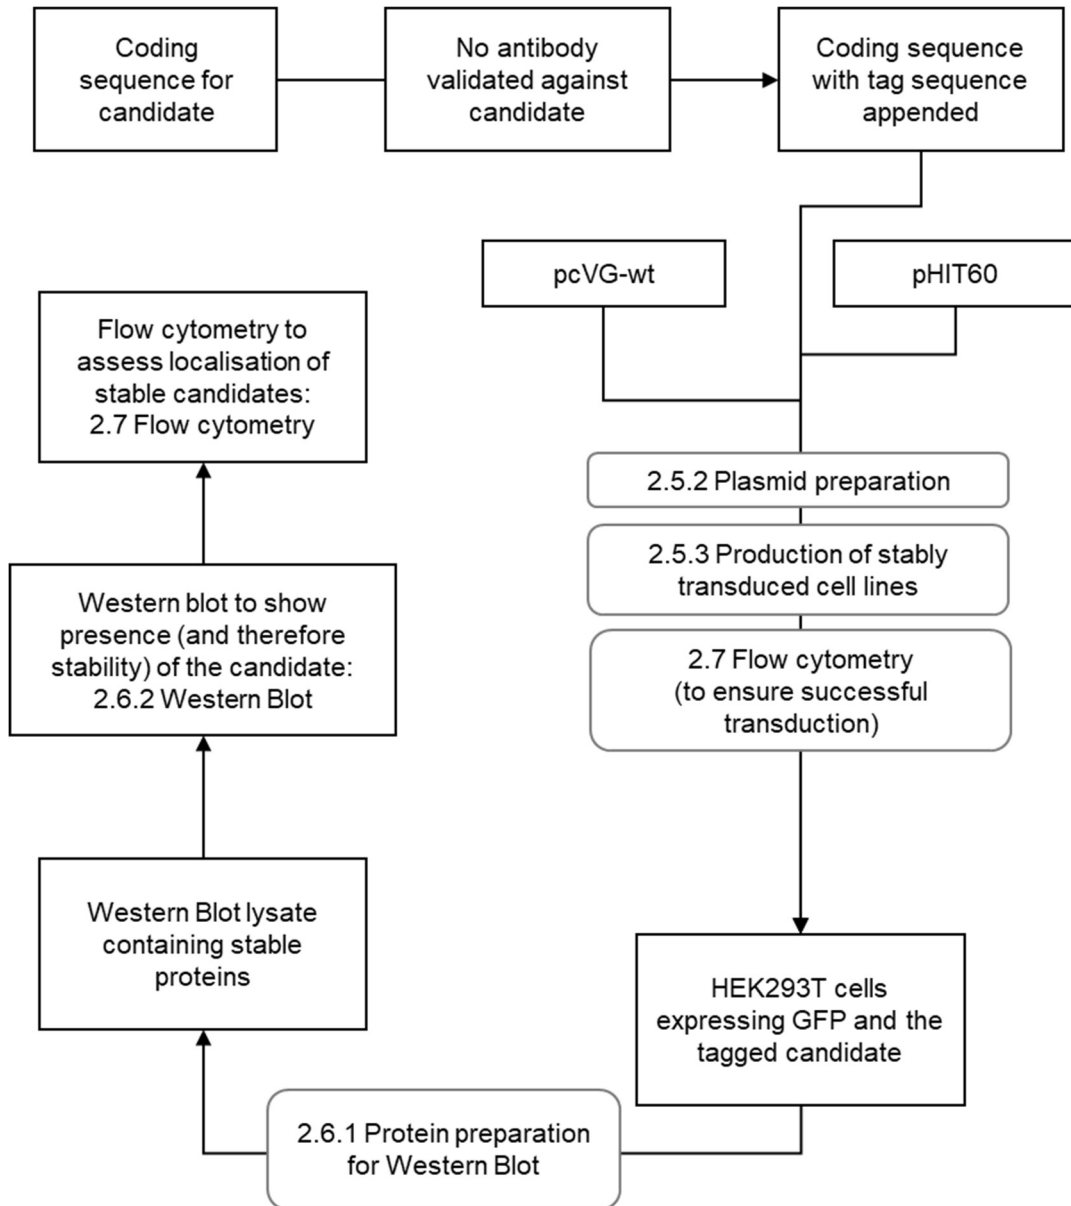 Coding
sequence for
candidate
No antibody
validated against
candidate
Coding sequence
with tag sequence
appended
pcVG-wt
pHIT60
2.5.2 Plasmid preparation
2.5.3 Production of stably
transduced cell lines
2.7 Flow cytometry
(to ensure successful
transduction)
HEK293T cells
expressing GFP and the
tagged candidate
2.6.1 Protein preparation
for Western Blot
Western Blot lysate
containing stable
proteins
Western blot to show
presence (and therefore
stability) of the candidate:
2.6.2 Western Blot
Flow cytometry to
assess localisation of
stable candidates:
2.7 Flow cytometry